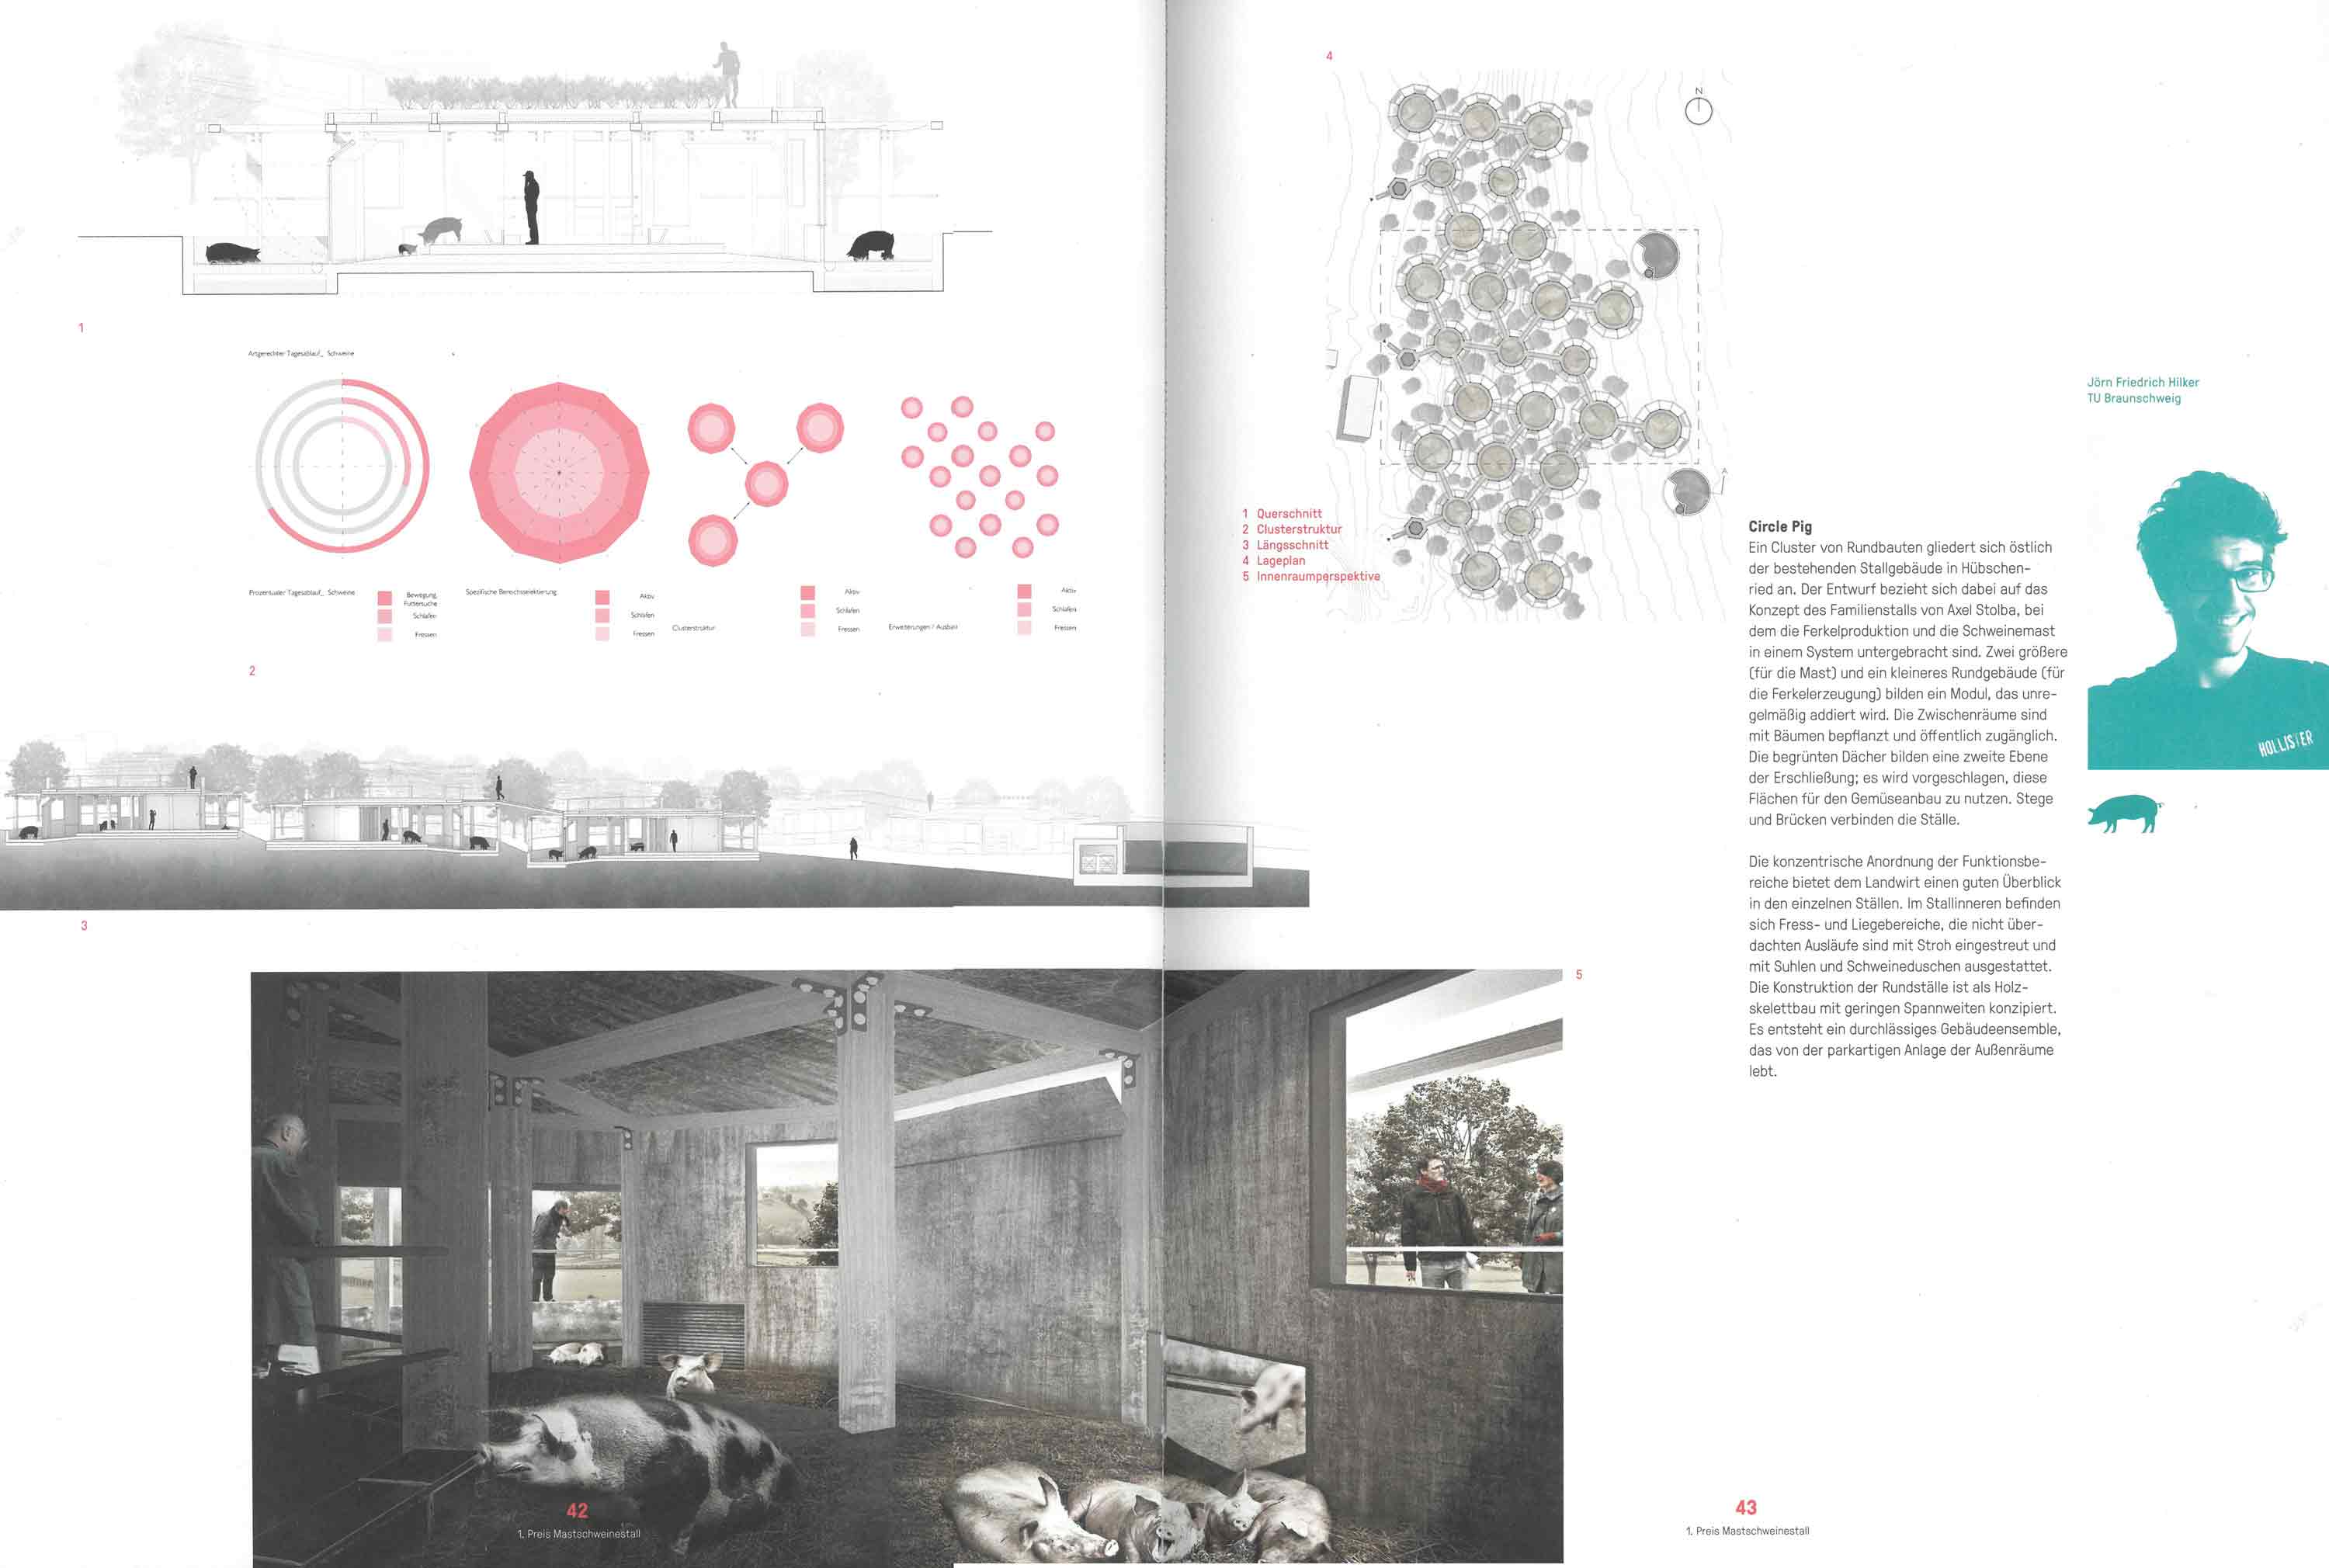 1
Artgerechter Tagesablauf_ Schweine
Prozentualer Tagesablauf_ Schweine
Bewegung,
Futtersuche
Schlafen
Fressen
Spezifische Bereichsselektierung
Aktiv
Schlafen
Fressen
Clusterstruktur
Aktiv
Schlafen
Fressen
Erweiterungen / Ausbau
Aktiv
Schlafen
Fressen
2
3
42
1. Preis Mastschweinestall
4
N
1 Querschnitt
2 Clusterstruktur
3 Längsschnitt
4 Lageplan
5 Innenraumperspektive
5
Circle Pig
Ein Cluster von Rundbauten gliedert sich östlich
der bestehenden Stallgebäude in Hübschen-
ried an. Der Entwurf bezieht sich dabei auf das
Konzept des Familienstalls von Axel Stolba, bei
dem die Ferkelproduktion und die Schweinemast
in einem System untergebracht sind. Zwei größere
(für die Mast) und ein kleineres Rundgebäude (für
die Ferkelerzeugung) bilden ein Modul, das unre-
gelmäßig addiert wird. Die Zwischenräume sind
mit Bäumen bepflanzt und öffentlich zugänglich.
Die begrünten Dächer bilden eine zweite Ebene
der Erschließung; es wird vorgeschlagen, diese
Flächen für den Gemüseanbau zu nutzen. Stege
und Brücken verbinden die Ställe.
Die konzentrische Anordnung der Funktionsbe-
reiche bietet dem Landwirt einen guten Überblick
in den einzelnen Ställen. Im Stallinneren befinden
sich Fress- und Liegebereiche, die nicht über-
dachten Ausläufe sind mit Stroh eingestreut und
mit Suhlen und Schweineduschen ausgestattet.
Die Konstruktion der Rundställe ist als Holz-
skelettbau mit geringen Spannweiten konzipiert.
Es entsteht ein durchlässiges Gebäudeensemble,
das von der parkartigen Anlage der Außenräume
lebt.
Jörn Friedrich Hilker
TU Braunschweig
HOLLISTER
43
1. Preis Mastschweinestall